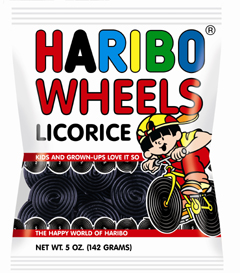 HARIBO®
WHEELS
LICORICE
KIDS AND GROWN-UPS LOVE IT SO
THE HAPPY WORLD OF HARIBO
NET WT. 5 OZ. (142 GRAMS)